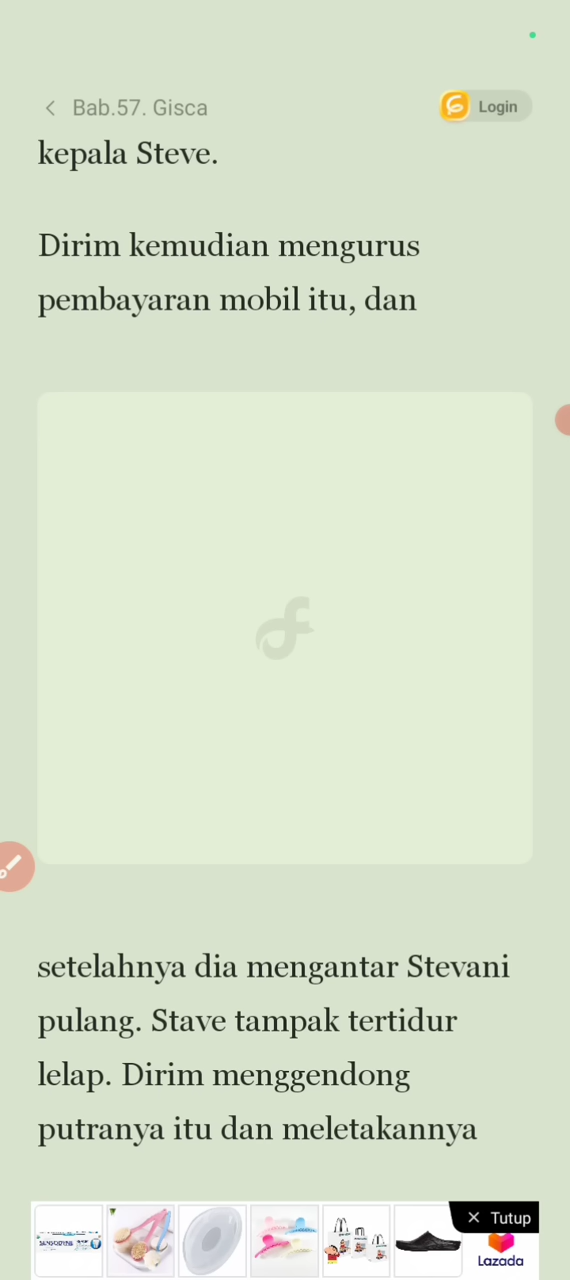 Bab.57. Gisca
Login
kepala Steve.
Dirim kemudian mengurus
pembayaran mobil itu, dan
setelahnya dia mengantar Stevani
pulang. Stave tampak tertidur
lelap. Dirim menggendong
putranya itu dan meletakannya
Tutup
SENSODYNE
Lazada